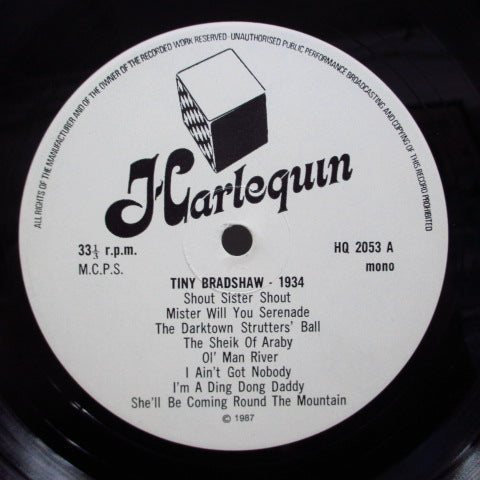 ALL RIGHTS OF THE MANUFACTURER AND OF THE OWNER OF THE RECORDED WORK RESERVED UNAUTHORISED PUBLIC PERFORMANCE BROADCASTING AND COPYING OF THIS RECORD PROHIBITED
Harlequin
33⅓ r.p.m.
M.C.P.S.
HQ 2053 A
mono
TINY BRADSHAW - 1934
Shout Sister Shout
Mister Will You Serenade
The Darktown Strutters' Ball
The Sheik Of Araby
Ol' Man River
I Ain't Got Nobody
I'm A Ding Dong Daddy
She'll Be Coming Round The Mountain
© 1987